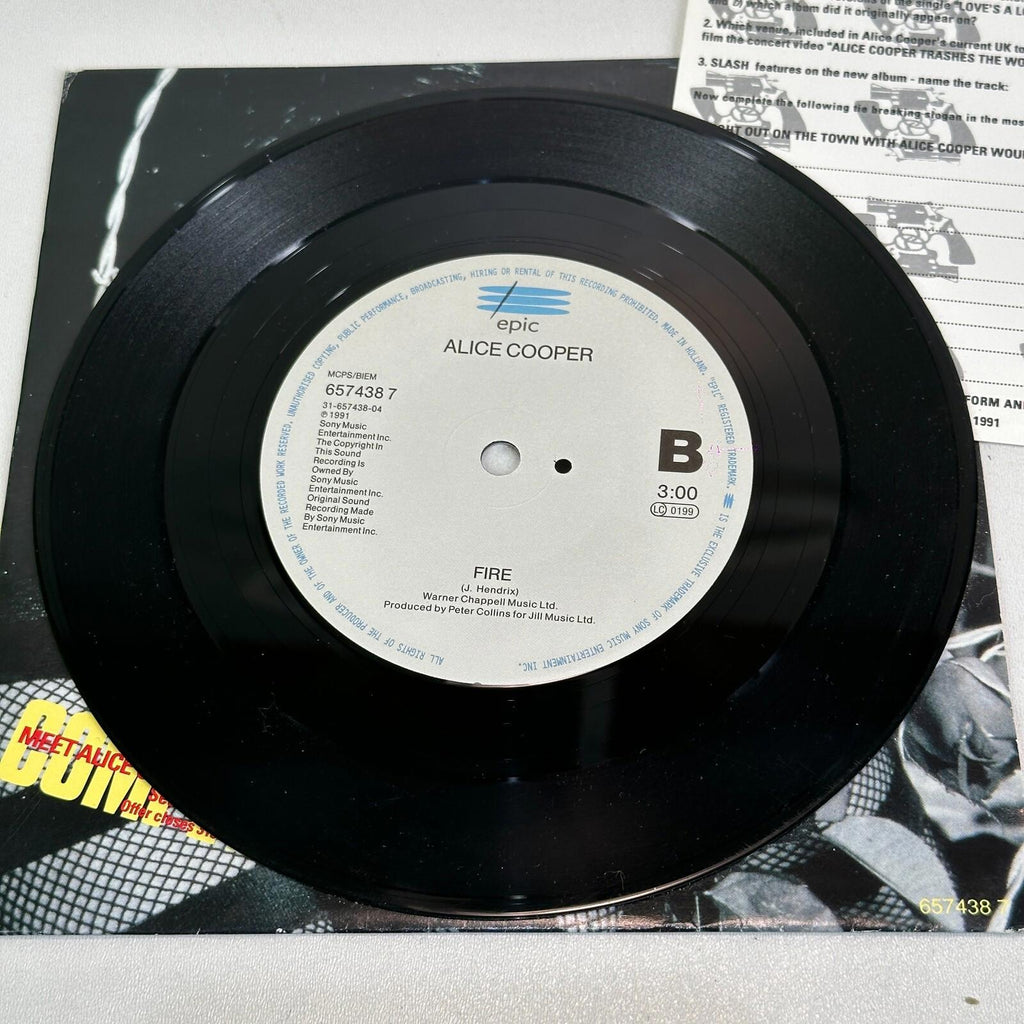 of the single "LOVE'S A
and b) which album did it originally appear on?
2. Which venue, included in Alice Cooper's current UK
film the concert video "ALICE COOPER TRASHES THE
3. SLASH features on the new album - name the track:
Now complete the following tie breaking slogan in the most
OUT ON THE TOWN WITH ALICE COOPER
FORM
1991
ALL RIGHTS OF THE PRODUCER AND OF THE OWNER OF THE RECORDED WORK RESERVED. UNAUTHORISED COPYING, PUBLIC PERFORMANCE, BROADCASTING, HIRING OR RENTAL OF THIS RECORDING PROHIBITED. MADE IN HOLLAND. "EPIC" REGISTERED TRADEMARK. IS THE EXCLUSIVE TRADEMARK OF SONY MUSIC ENTERTAINMENT INC.
epic
ALICE COOPER
MCPS/BIEM
657438 7
31-657438-04
℗ 1991
Sony Music
Entertainment Inc.
The Copyright In
This Sound
Recording Is
Owned By
Sony Music
Entertainment Inc.
Original Sound
Recording Made
By Sony Music
Entertainment Inc.
B
3:00
LC 0199
FIRE
(J. Hendrix)
Warner Chappell Music Ltd.
Produced by Peter Collins for Jill Music Ltd.
MEET ALICE
Offer closes
657438 7